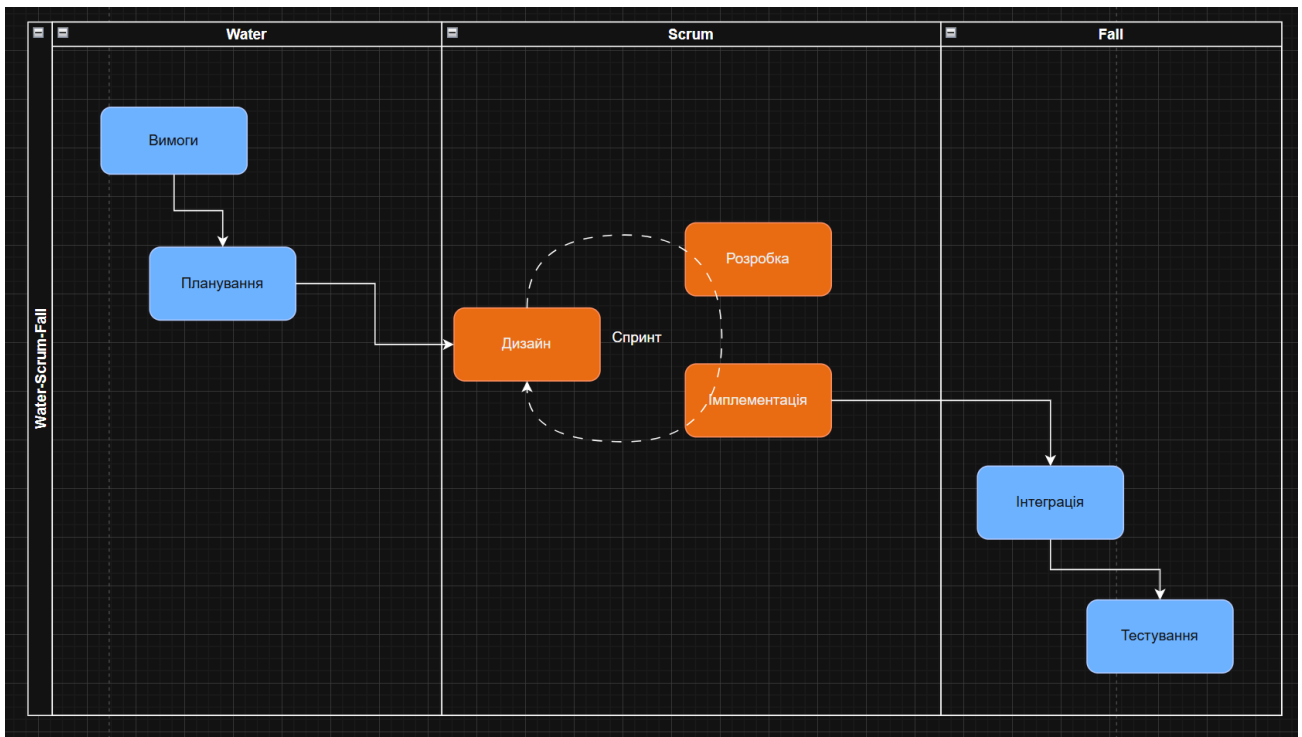 Water
Scrum
Fall
Water-Scrum-Fall
Вимоги
Планування
Дизайн
Спринт
Розробка
Імплементація
Інтеграція
Тестування